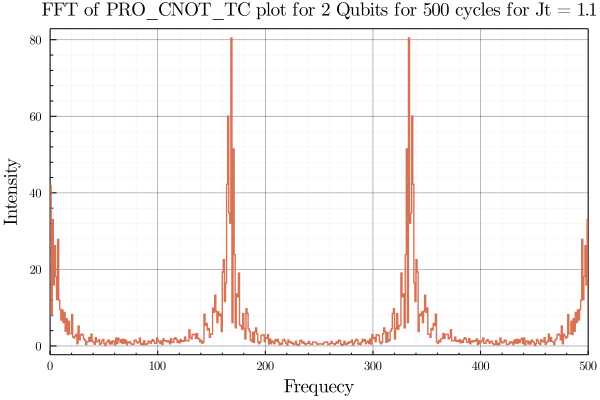 FFT of PRO_CNOT_TC plot for 2 Qubits for 500 cycles for Jt = 1.1
80
60
40
20
0
Intensity
0 100 200 300 400 500
Frequecy